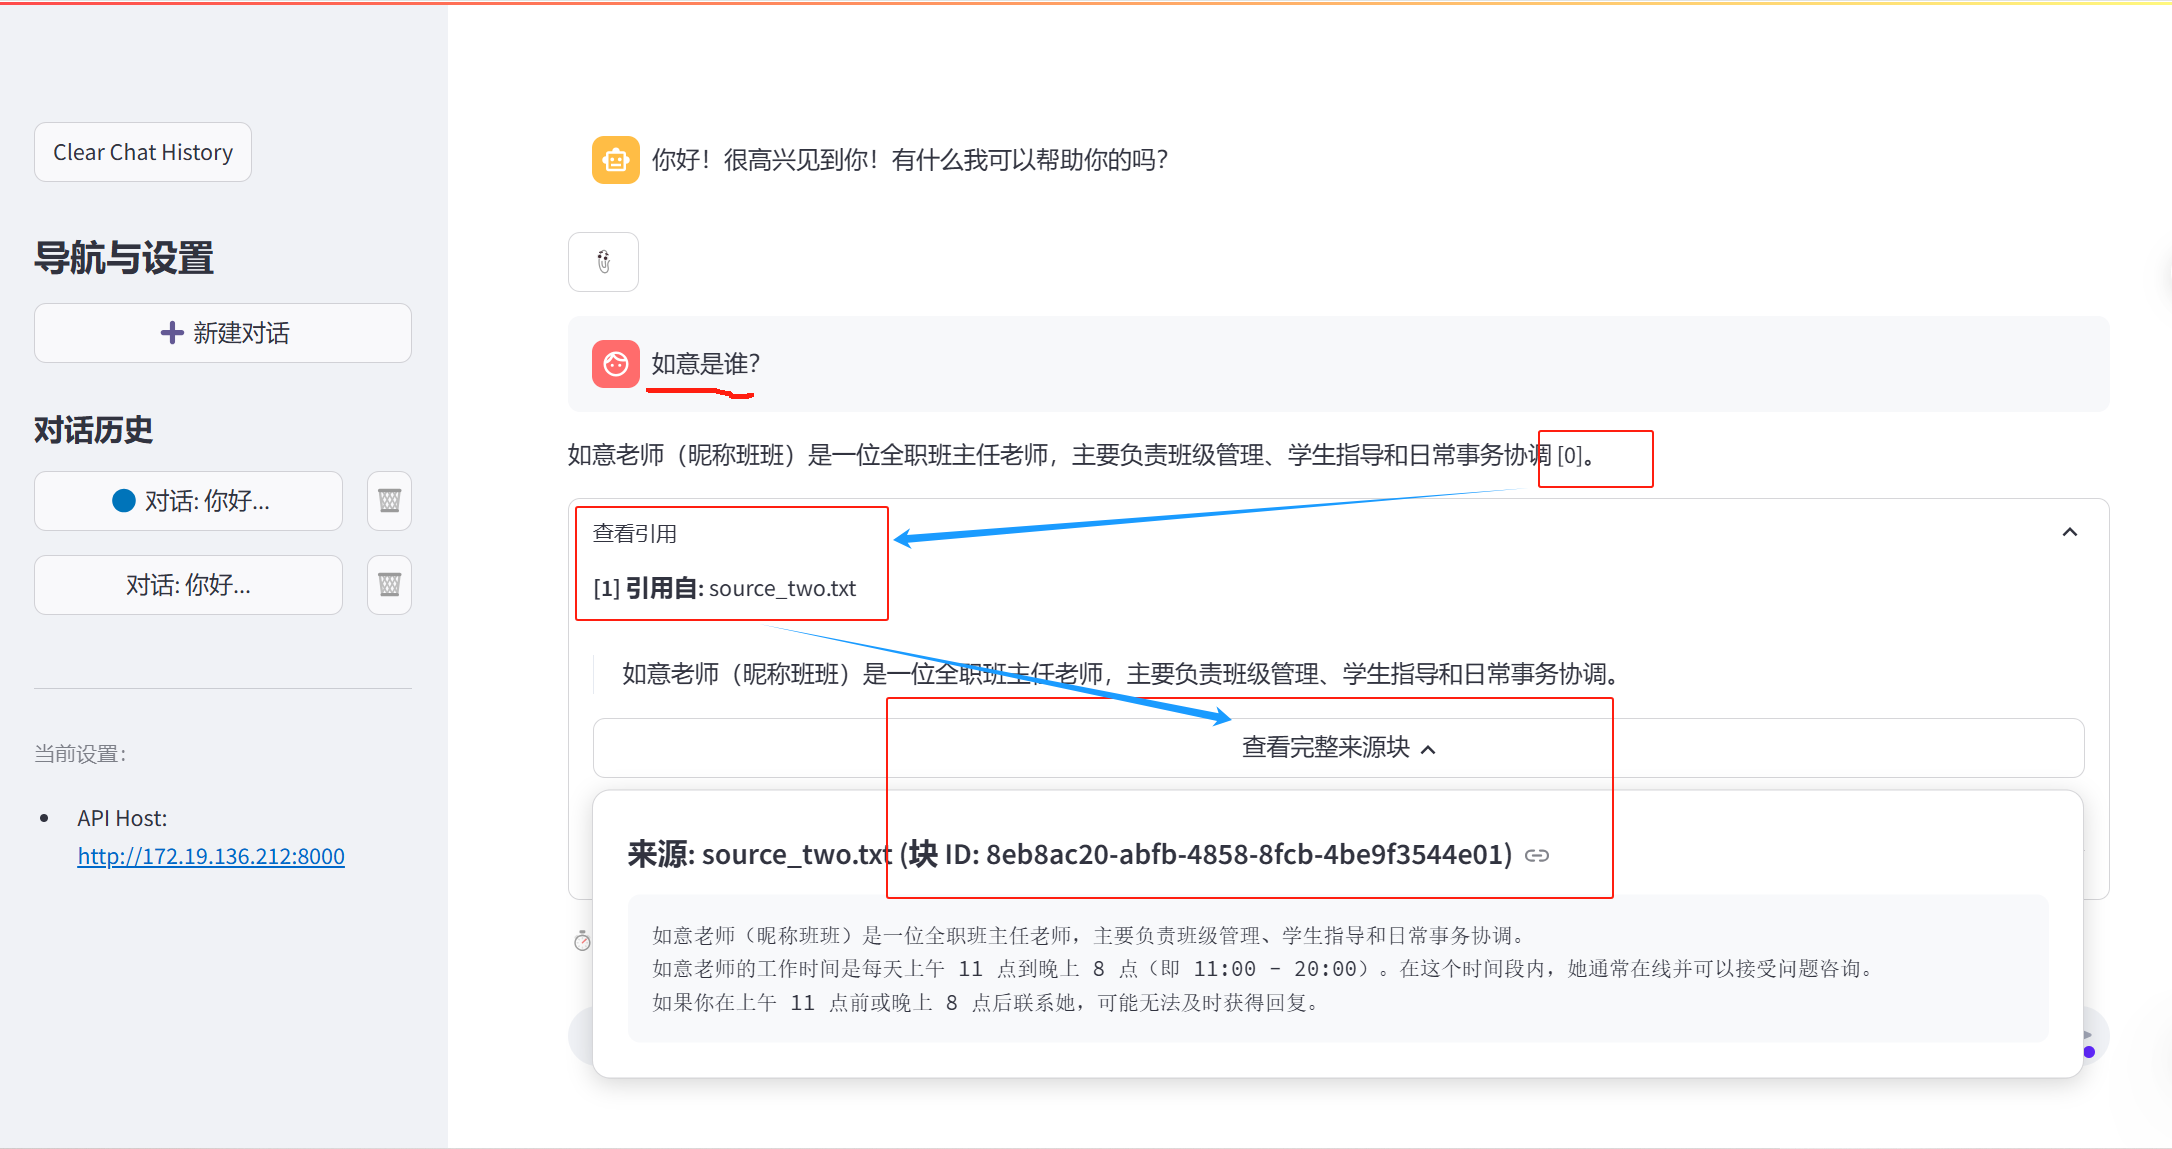 Clear Chat History
导航与设置
新建对话
对话历史
对话: 你好...
对话: 你好...
当前设置:
API Host:
http://172.19.136.212:8000
你好！很高兴见到你！有什么我可以帮助你的吗？
如意是谁？
如意老师（昵称班班）是一位全职班主任老师，主要负责班级管理、学生指导和日常事务协调 [0]。
查看引用
[1] 引用自: source_two.txt
如意老师（昵称班班）是一位全职班主任老师，主要负责班级管理、学生指导和日常事务协调。
查看完整来源块
来源: source_two.txt (块 ID: 8eb8ac20-abfb-4858-8fcb-4be9f3544e01)
如意老师（昵称班班）是一位全职班主任老师，主要负责班级管理、学生指导和日常事务协调。
如意老师的工作时间是每天上午 11 点到晚上 8 点（即 11:00 - 20:00）。在这个时间段内，她通常在线并可以接受问题咨询。
如果你在上午 11 点前或晚上 8 点后联系她，可能无法及时获得回复。